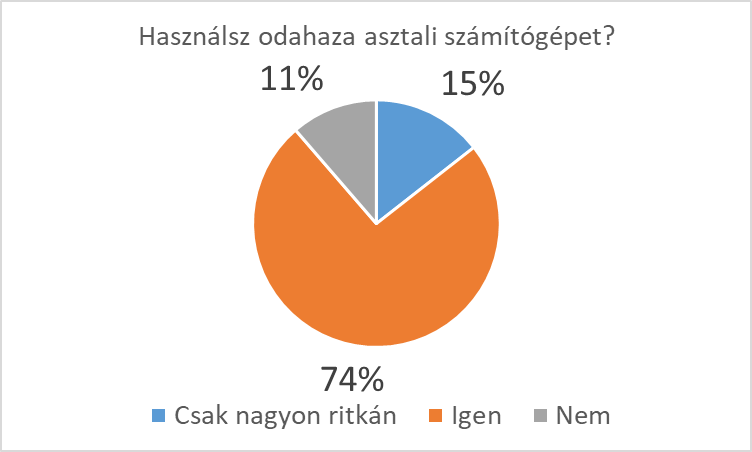 Használsz odahaza asztali számítógépet?
11%
15%
74%
Csak nagyon ritkán Igen Nem